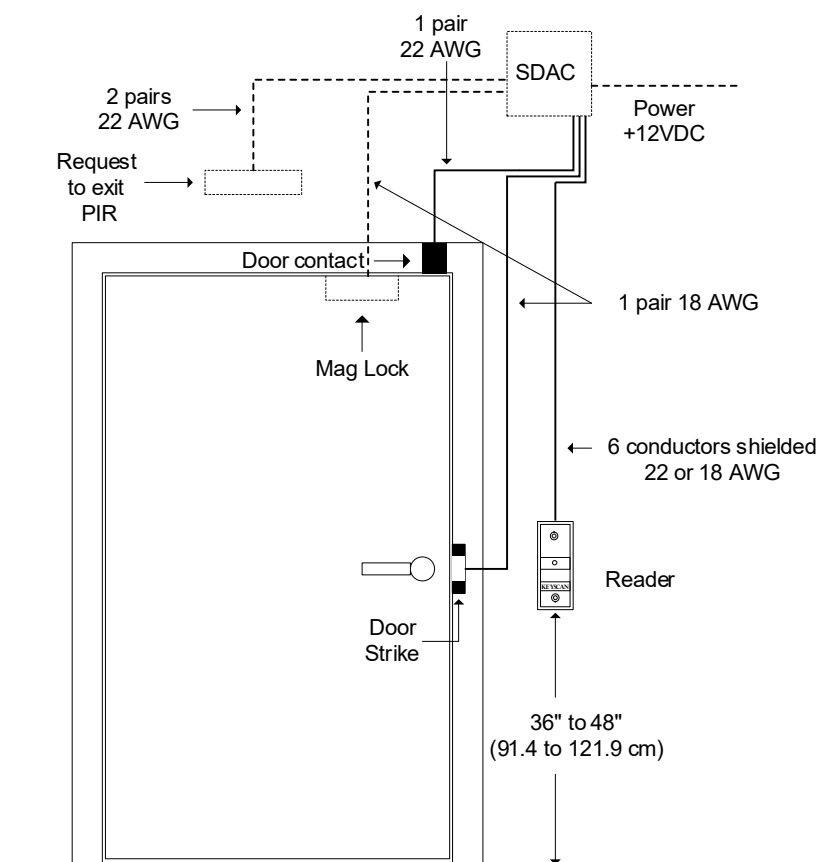 1 pair
22 AWG
SDAC
2 pairs
22 AWG
Power
+12VDC
Request
to exit
PIR
Door contact
1 pair 18 AWG
Mag Lock
6 conductors shielded
22 or 18 AWG
KEYSCAN
Reader
Door
Strike
36" to 48"
(91.4 to 121.9 cm)